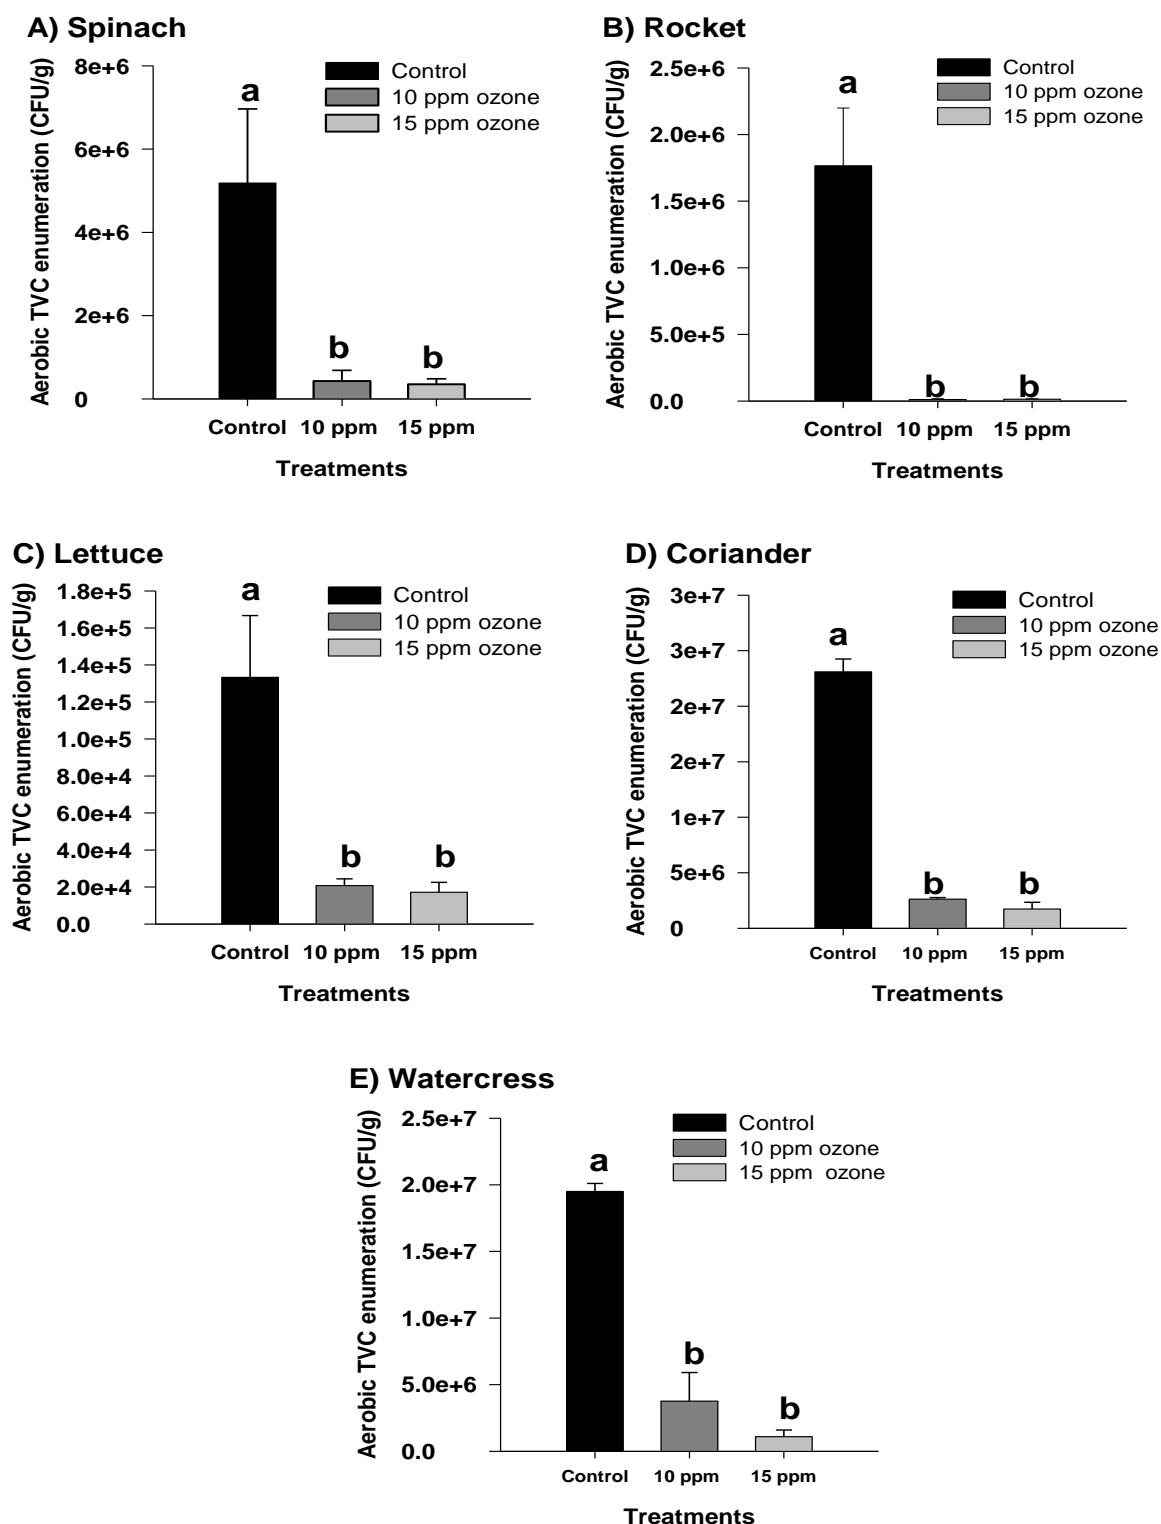 A) Spinach
Aerobic TVC enumeration (CFU/g)
8e+6
6e+6
4e+6
2e+6
0
a
b
b
Control
10 ppm ozone
15 ppm ozone
Control 10 ppm 15 ppm
Treatments
B) Rocket
Aerobic TVC enumeration (CFU/g)
2.5e+6
2.0e+6
1.5e+6
1.0e+6
5.0e+5
0.0
a
b
b
Control
10 ppm ozone
15 ppm ozone
Control 10 ppm 15 ppm
Treatments
C) Lettuce
Aerobic TVC enumeration (CFU/g)
1.8e+5
1.6e+5
1.4e+5
1.2e+5
1.0e+5
8.0e+4
6.0e+4
4.0e+4
2.0e+4
0.0
a
b
b
Control
10 ppm ozone
15 ppm ozone
Control 10 ppm 15 ppm
Treatments
D) Coriander
Aerobic TVC enumeration (CFU/g)
3e+7
3e+7
2e+7
2e+7
1e+7
5e+6
0
a
b
b
Control
10 ppm ozone
15 ppm ozone
Control 10 ppm 15 ppm
Treatments
E) Watercress
Aerobic TVC enumeration (CFU/g)
2.5e+7
2.0e+7
1.5e+7
1.0e+7
5.0e+6
0.0
a
b
b
Control
10 ppm ozone
15 ppm ozone
Control 10 ppm 15 ppm
Treatments